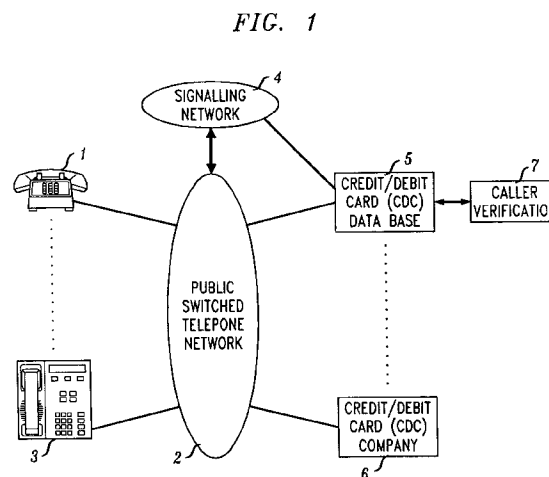 FIG. 1
4
SIGNALLING
NETWORK
1
5
CREDIT/DEBIT
CARD (CDC)
DATA BASE
7
CALLER
VERIFICATION
PUBLIC
SWITCHED
TELEPONE
NETWORK
3
2
CREDIT/DEBIT
CARD (CDC)
COMPANY
6